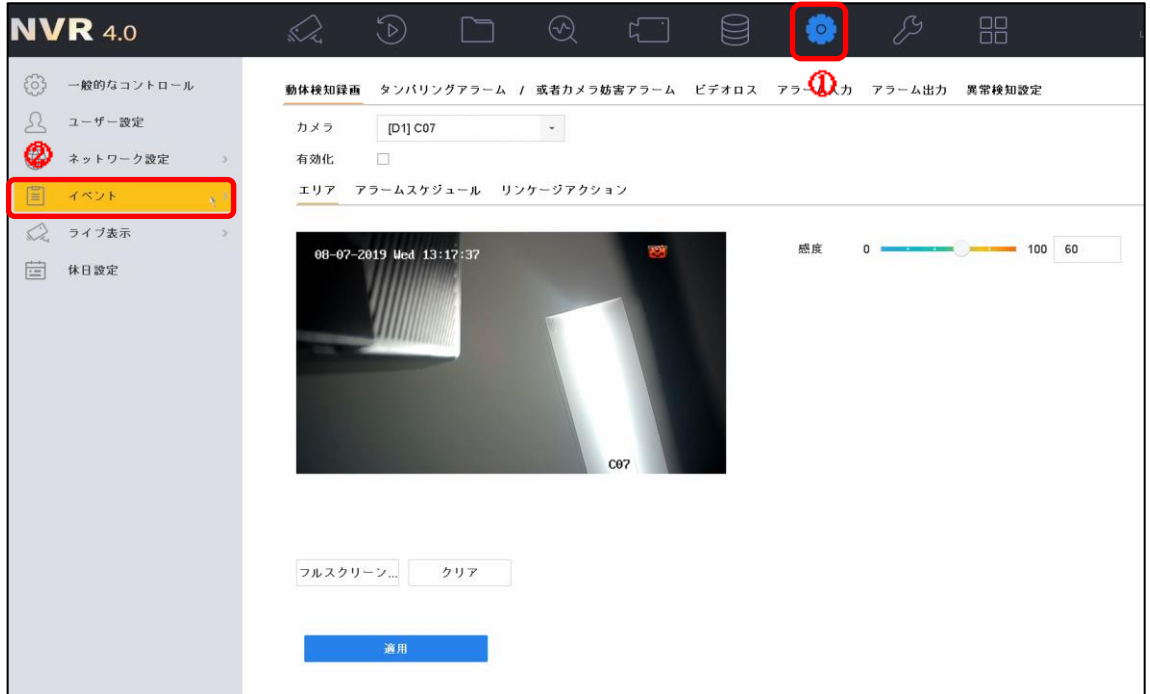 NVR 4.0
①
一般的なコントロール
動体検知録画 タンパリングアラーム / 或者カメラ妨害アラーム ビデオロス アラーム入力 アラーム出力 異常検知設定
ユーザー設定
カメラ [D1] C07
② ネットワーク設定
有効化
イベント
エリア アラームスケジュール リンケージアクション
ライブ表示
休日設定
08-07-2019 Wed 13:17:37
感度 0 100 60
C07
フルスクリーン... クリア
適用